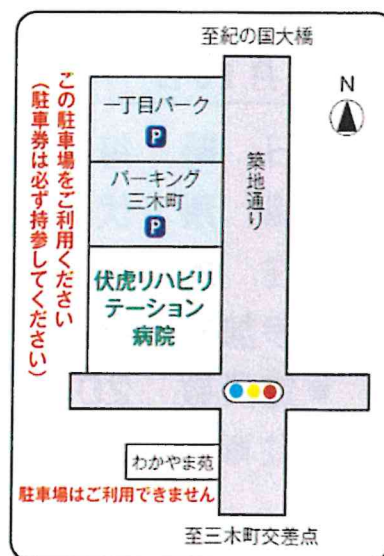 至紀の国大橋
N
この駐車場をご利用ください
(駐車券は必ず持参してください)
一丁目パーク
P
パーキング
三木町
P
築地通り
伏虎リハビリ
テーション
病院
わかやま苑
駐車場はご利用できません
至三木町交差点